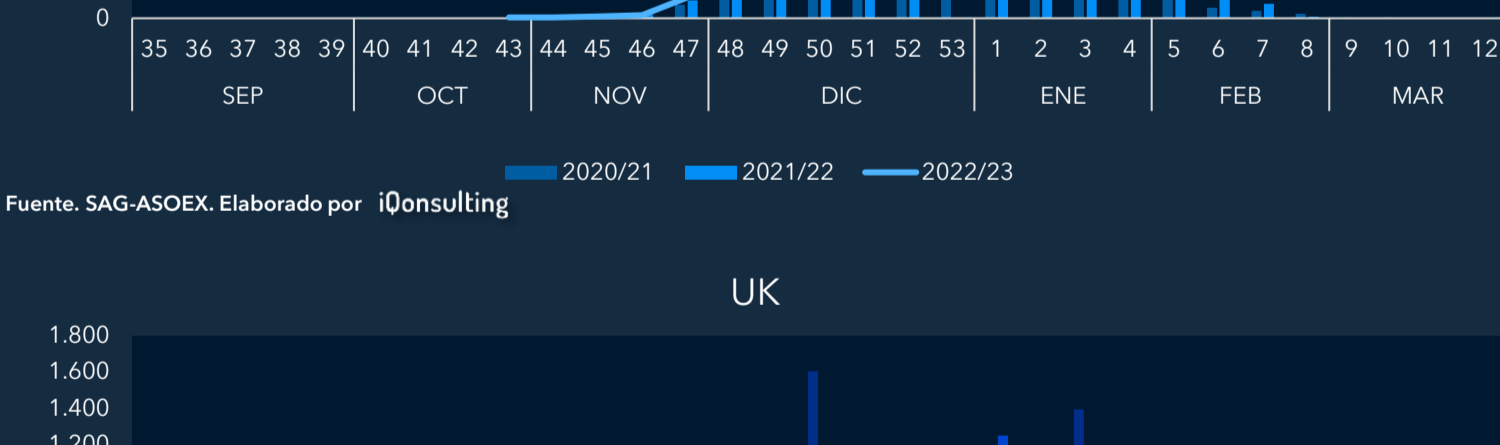 0
35 36 37 38 39 40 41 42 43 44 45 46 47 48 49 50 51 52 53 1 2 3 4 5 6 7 8 9 10 11 12
SEP OCT NOV DIC ENE FEB MAR
2020/21 2021/22 2022/23
Fuente. SAG-ASOEX. Elaborado por iQonsulting
UK
1.800
1.600
1.400
1.200